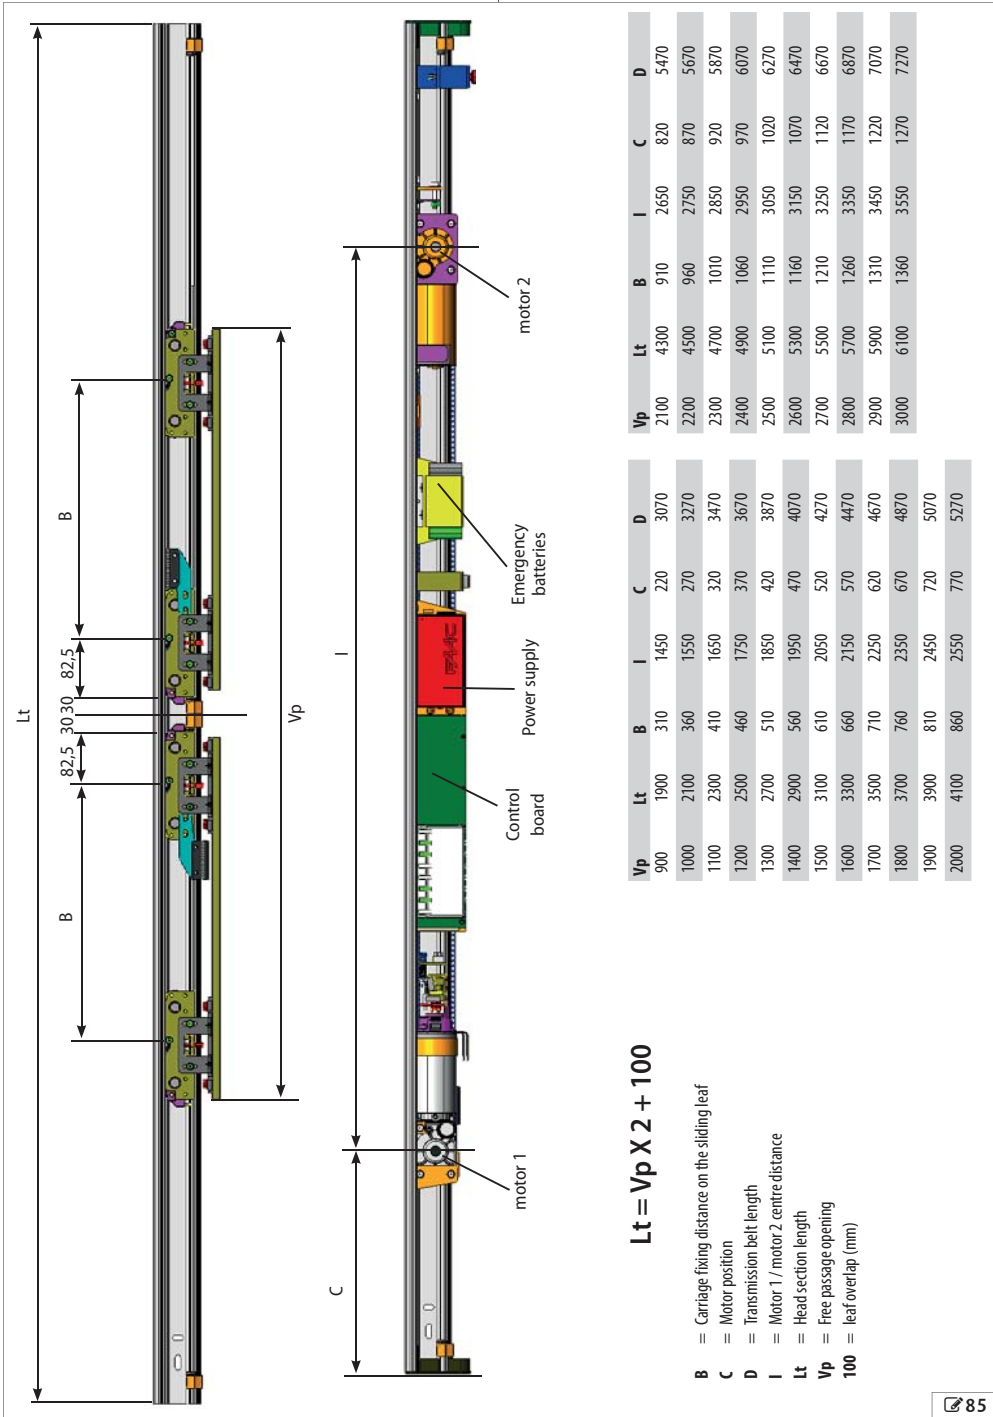 Lt
B
82,5
30
30
82,5
B
Vp
I
C
motor 1
Control
board
Power supply
Emergency
batteries
motor 2
FAAC
Lt = Vp X 2 + 100
B = Carriage fixing distance on the sliding leaf
C = Motor position
D = Transmission belt length
I = Motor 1 / motor 2 centre distance
Lt = Head section length
Vp = Free passage opening
100 = leaf overlap (mm)
Vp Lt B I C D
900 1900 310 1450 220 3070
1000 2100 360 1550 270 3270
1100 2300 410 1650 320 3470
1200 2500 460 1750 370 3670
1300 2700 510 1850 420 3870
1400 2900 560 1950 470 4070
1500 3100 610 2050 520 4270
1600 3300 660 2150 570 4470
1700 3500 710 2250 620 4670
1800 3700 760 2350 670 4870
1900 3900 810 2450 720 5070
2000 4100 860 2550 770 5270
Vp Lt B I C D
2100 4300 910 2650 820 5470
2200 4500 960 2750 870 5670
2300 4700 1010 2850 920 5870
2400 4900 1060 2950 970 6070
2500 5100 1110 3050 1020 6270
2600 5300 1160 3150 1070 6470
2700 5500 1210 3250 1120 6670
2800 5700 1260 3350 1170 6870
2900 5900 1310 3450 1220 7070
3000 6100 1360 3550 1270 7270
85